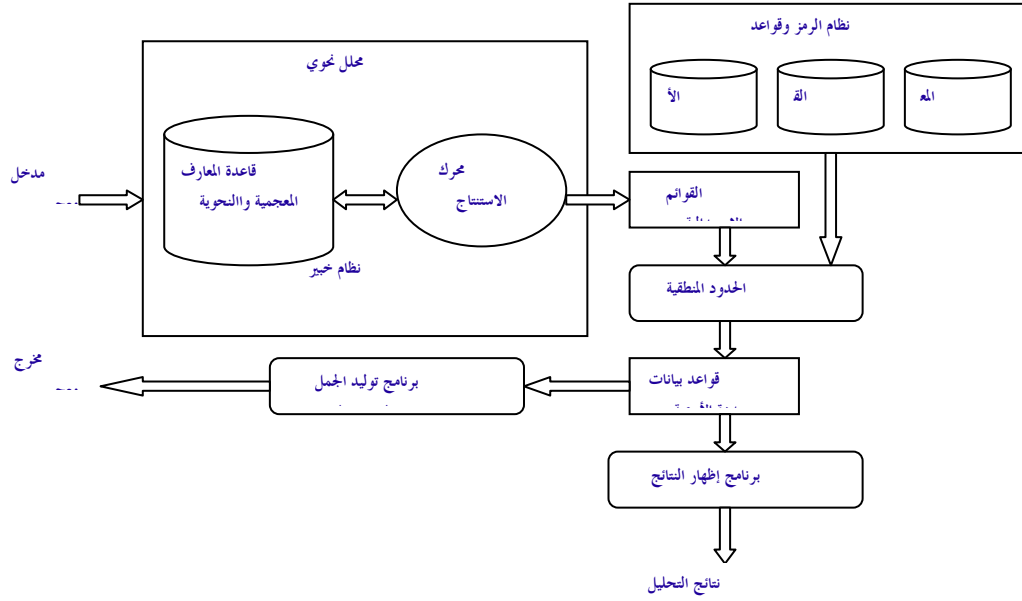 نظام الرمز وقواعد
المع
الق
الأ
محلل نحوي
قاعدة المعارف
المعجمية واالنحوية
محرك
الاستنتاج
نظام خبير
مدخل
القوائم
الحدود المنطقية
قواعد بيانات
برنامج توليد الجمل
مخرج
برنامج إظهار النتائج
نتائج التحليل